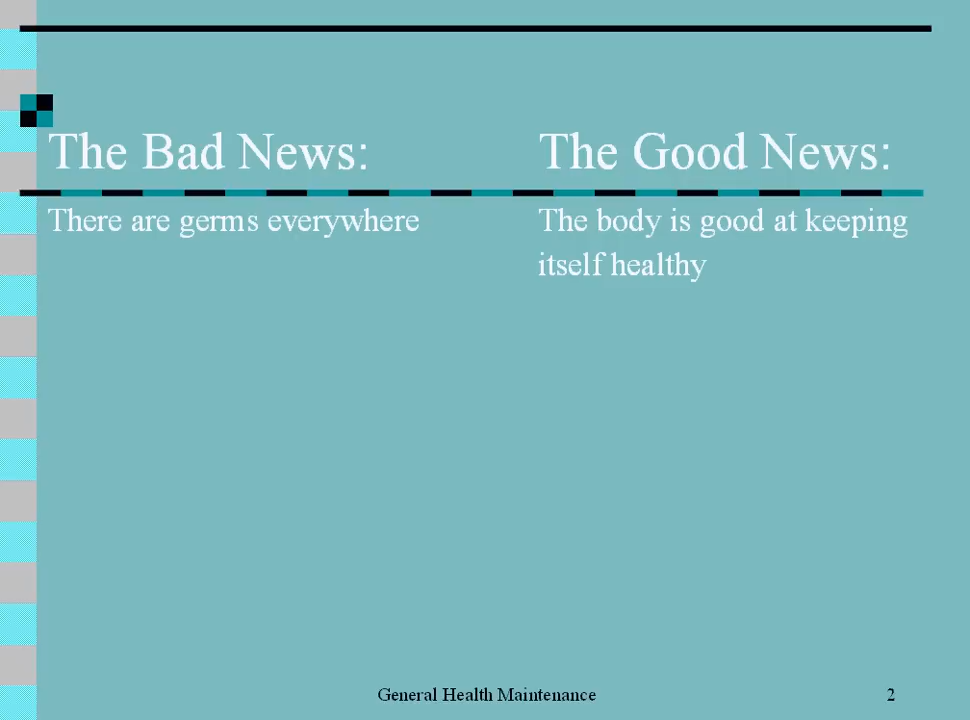 The Bad News:
The Good News:
There are germs everywhere
The body is good at keeping
itself healthy
General Health Maintenance
2